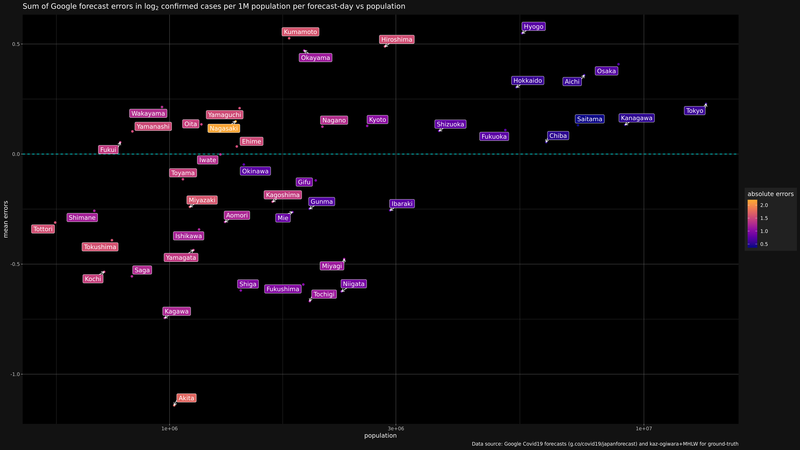 Sum of Google forecast errors in log2 confirmed cases per 1M population per forecast-day vs population
Hyogo
Kumamoto
Hiroshima
0.5
Okayama
Osaka
Hokkaido
Aichi
Tokyo
Wakayama
Yamaguchi
Nagano
Kyoto
Saitama
Kanagawa
Yamanashi
Oita
Nagasaki
Shizuoka
Fukuoka
Chiba
Ehime
Fukui
0.0
Iwate
Toyama
Okinawa
Gifu
absolute errors
Kagoshima
Miyazaki
Gunma
Ibaraki
2.0
mean errors
Shimane
Aomori
Mie
1.5
Tottori
Ishikawa
1.0
Tokushima
0.5
Yamagata
-0.5
Miyagi
Saga
Kochi
Shiga
Fukushima
Niigata
Tochigi
Kagawa
-1.0
Akita
1e+06
3e+06
1e+07
population
Data source: Google Covid19 forecasts (g.co/covid19/japanforecast) and kaz-ogiwara+MHLW for ground-truth